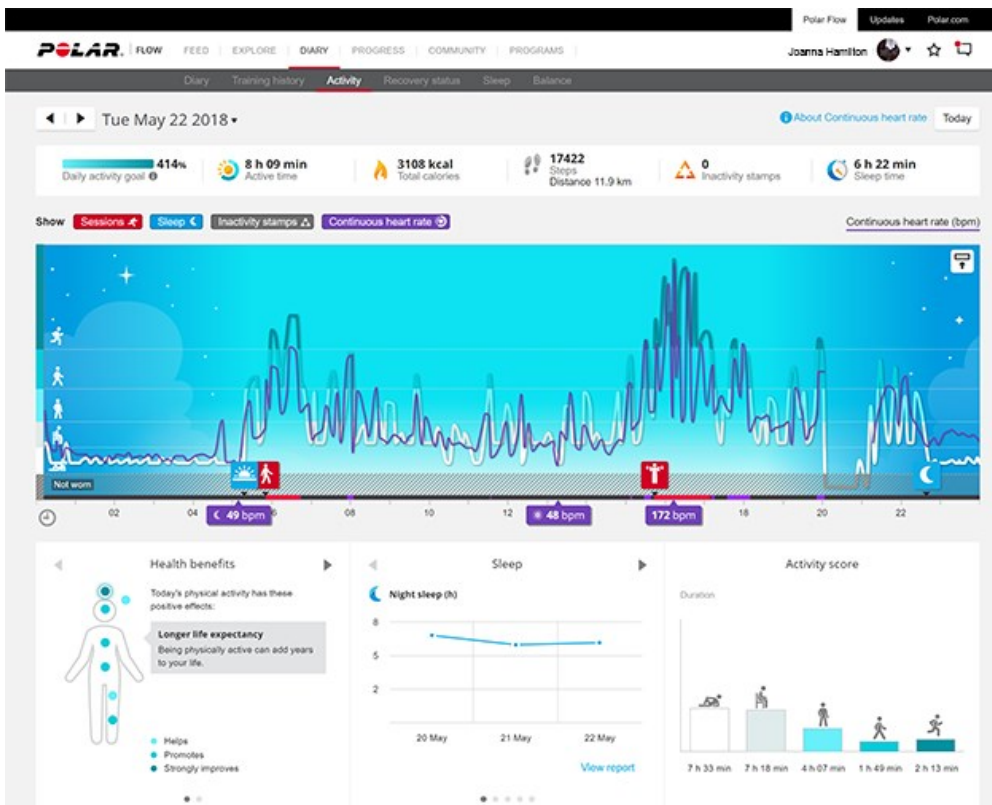 Polar Flow Updates Polar.com
POLAR. FLOW FEED EXPLORE DIARY PROGRESS COMMUNITY PROGRAMS
Joanna Hamilton
Diary Training history Activity Recovery status Sleep Balance
Tue May 22 2018
About Continuous heart rate Today
414%
Daily activity goal
8 h 09 min
Active time
3108 kcal
Total calories
17422
Steps
Distance 11.9 km
0
Inactivity stamps
6 h 22 min
Sleep time
Show Sessions Sleep Inactivity stamps Continuous heart rate
Continuous heart rate (bpm)
Not worn
02 04 06 08 10 12 18 20 22
49 bpm
48 bpm
172 bpm
Health benefits
Today's physical activity has these
positive effects:
Longer life expectancy
Being physically active can add years
to your life.
Helps
Promotes
Strongly improves
Sleep
Night sleep (h)
8
5
2
20 May 21 May 22 May
View report
Activity score
Duration
7 h 33 min 7 h 18 min 4 h 07 min 1 h 49 min 2 h 13 min